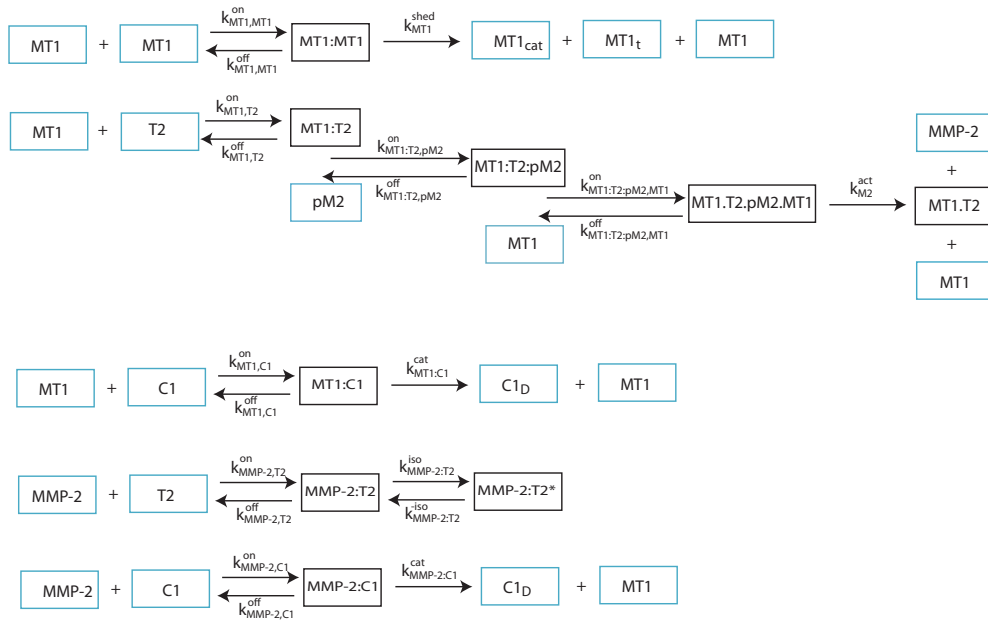 k^on_MT1,MT1 k^shed_MT1
MT1 + MT1 MT1:MT1 MT1_cat + MT1_t + MT1
k^off_MT1,MT1
k^on_MT1,T2
MT1 + T2 MT1:T2 MMP-2
k^off_MT1,T2
k^on_MT1:T2,pM2
MT1:T2:pM2 +
pM2 k^off_MT1:T2,pM2
k^on_MT1:T2:pM2,MT1 k^act_M2
MT1.T2.pM2.MT1 MT1.T2
MT1 k^off_MT1:T2:pM2,MT1
+
MT1
k^on_MT1,C1 k^cat_MT1:C1
MT1 + C1 MT1:C1 C1_D + MT1
k^off_MT1,C1
k^on_MMP-2,T2 k^iso_MMP-2:T2
MMP-2 + T2 MMP-2:T2 MMP-2:T2*
k^off_MMP-2,T2 k^-iso_MMP-2:T2
k^on_MMP-2,C1 k^cat_MMP-2:C1
MMP-2 + C1 MMP-2:C1 C1_D + MT1
k^off_MMP-2,C1